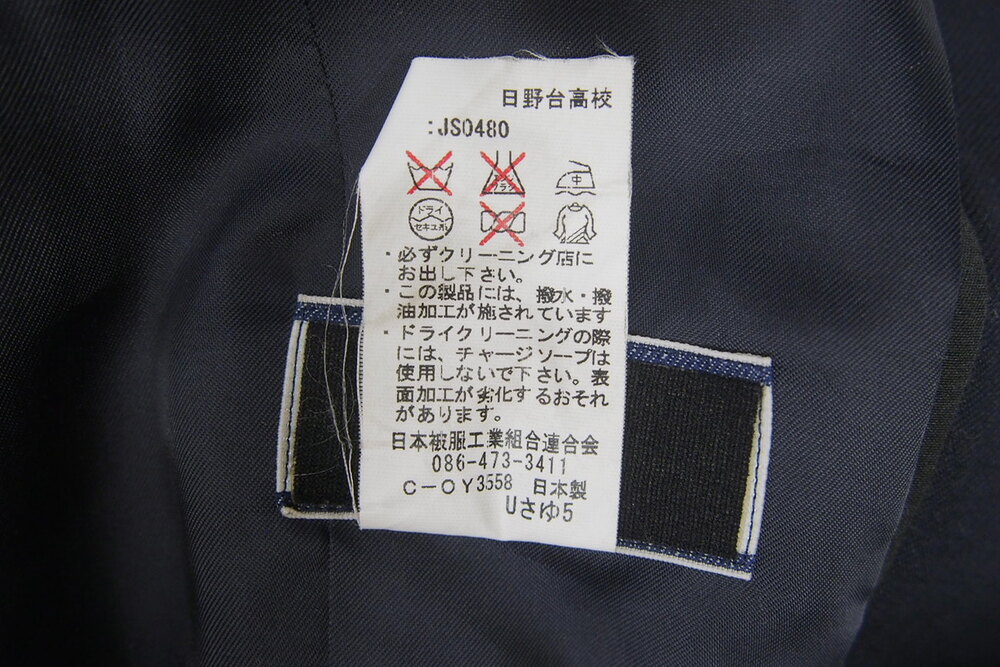 日野台高校
:JS0480
中
ドライ
セキユ系
・必ずクリーニング店に
お出し下さい。
・この製品には、撥水・撥
油加工が施されています
・ドライクリーニングの際
には、チャージソープは
使用しないで下さい。表
面加工が劣化するおそれ
があります。
日本被服工業組合連合会
086-473-3411
C-OY3558 日本製
Uさゆ5